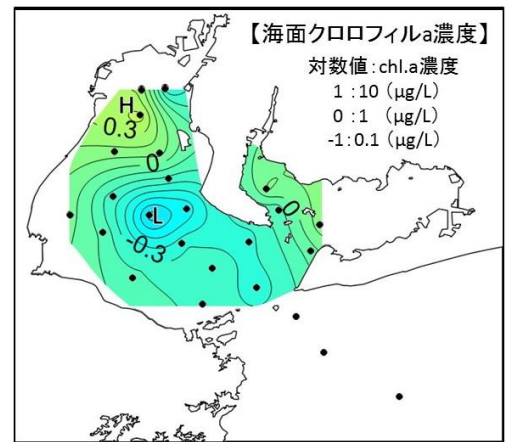 【海面クロロフィルa濃度】
対数値：chl.a濃度
1 ：10 （μg/L）
0 ：1 （μg/L）
-1：0.1 （μg/L）
H
0.3
0
L
-0.3
0